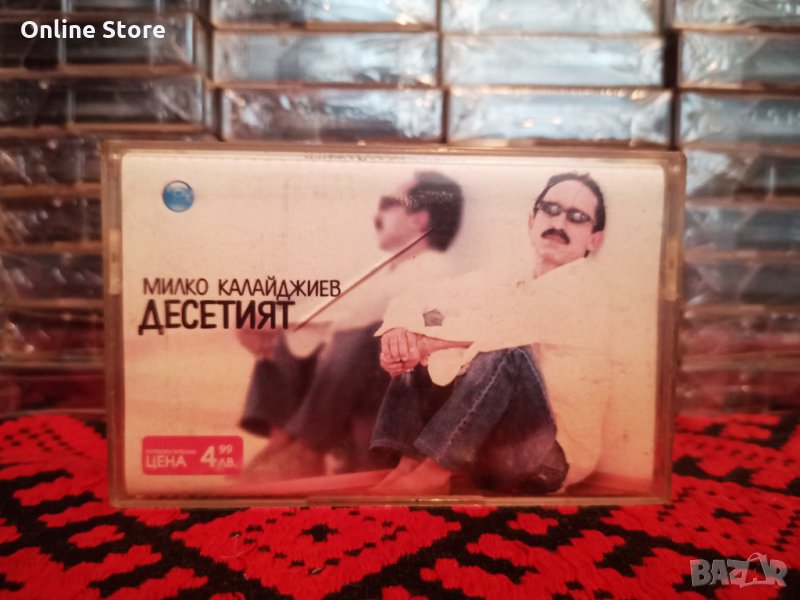 Online Store
МИЛКО КАЛАЙДЖИЕВ
ДЕСЕТИЯТ
ЦЕНА 4 99 ЛВ.
BAZAR